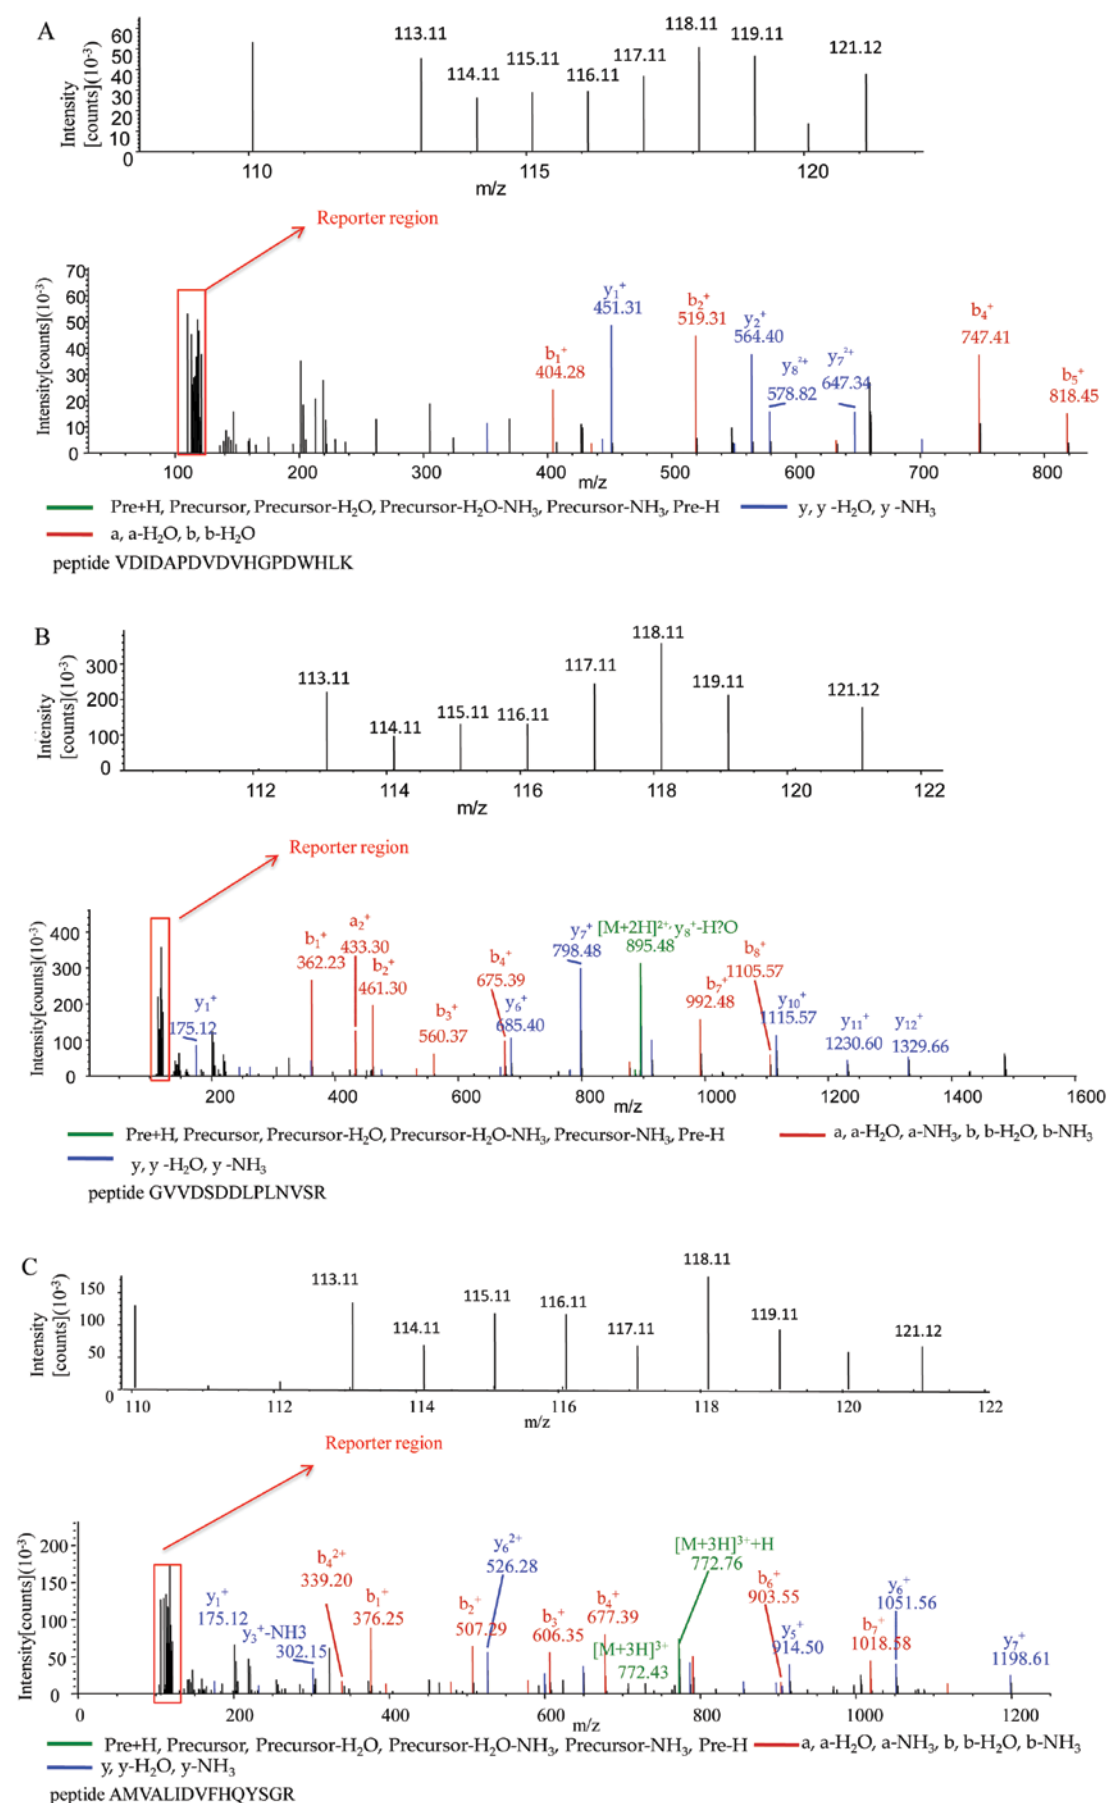 A
60
50
40
30
20
10
0
Intensity
[counts](10⁻³)
113.11
114.11
115.11
116.11
117.11
118.11
119.11
121.12
110
115
120
m/z
Reporter region
70
60
50
40
30
20
10
0
Intensity[counts](10⁻³)
b₁⁺
404.28
y₁⁺
451.31
b₂⁺
519.31
y₂⁺
564.40
y₈²⁺
578.82
y₇²⁺
647.34
b₄⁺
747.41
b₅⁺
818.45
100
200
300
400
500
600
700
800
m/z
Pre+H, Precursor, Precursor-H₂O, Precursor-H₂O-NH₃, Precursor-NH₃, Pre-H
y, y -H₂O, y -NH₃
a, a-H₂O, b, b-H₂O
peptide VDIDAPDVDVHGPDWHLK
B
300
200
100
0
Intensity
[counts](10⁻³)
113.11
114.11
115.11
116.11
117.11
118.11
119.11
121.12
112
114
116
118
120
122
m/z
Reporter region
400
300
200
100
0
Intensity[counts](10⁻³)
y₁⁺
175.12
b₁⁺
362.23
a₂⁺
433.30
b₂⁺
461.30
b₃⁺
560.37
b₄⁺
675.39
y₆⁺
685.40
y₇⁺
798.48
[M+2H]²⁺, y₈⁺-H?O
895.48
b₇⁺
992.48
b₈⁺
1105.57
y₁₀⁺
1115.57
y₁₁⁺
1230.60
y₁₂⁺
1329.66
200
400
600
800
1000
1200
1400
1600
m/z
Pre+H, Precursor, Precursor-H₂O, Precursor-H₂O-NH₃, Precursor-NH₃, Pre-H
a, a-H₂O, a-NH₃, b, b-H₂O, b-NH₃
y, y -H₂O, y -NH₃
peptide GVVDSDDLPLNVSR
C
150
100
50
0
Intensity
[counts](10⁻³)
113.11
114.11
115.11
116.11
117.11
118.11
119.11
121.12
110
112
114
116
118
120
122
m/z
Reporter region
200
150
100
50
0
Intensity[counts](10⁻³)
y₁⁺
175.12
y₃⁺-NH3
302.15
b₄²⁺
339.20
b₁⁺
376.25
b₂⁺
507.29
y₆²⁺
526.28
b₃⁺
606.35
b₄⁺
677.39
[M+3H]³⁺
772.43
[M+3H]³⁺+H
772.76
b₆⁺
903.55
y₅⁺
914.50
b₇⁺
1018.58
y₆⁺
1051.56
y₇⁺
1198.61
0
200
400
600
800
1000
1200
m/z
Pre+H, Precursor, Precursor-H₂O, Precursor-H₂O-NH₃, Precursor-NH₃, Pre-H
a, a-H₂O, a-NH₃, b, b-H₂O, b-NH₃
y, y-H₂O, y-NH₃
peptide AMVALIDVFHQYSGR